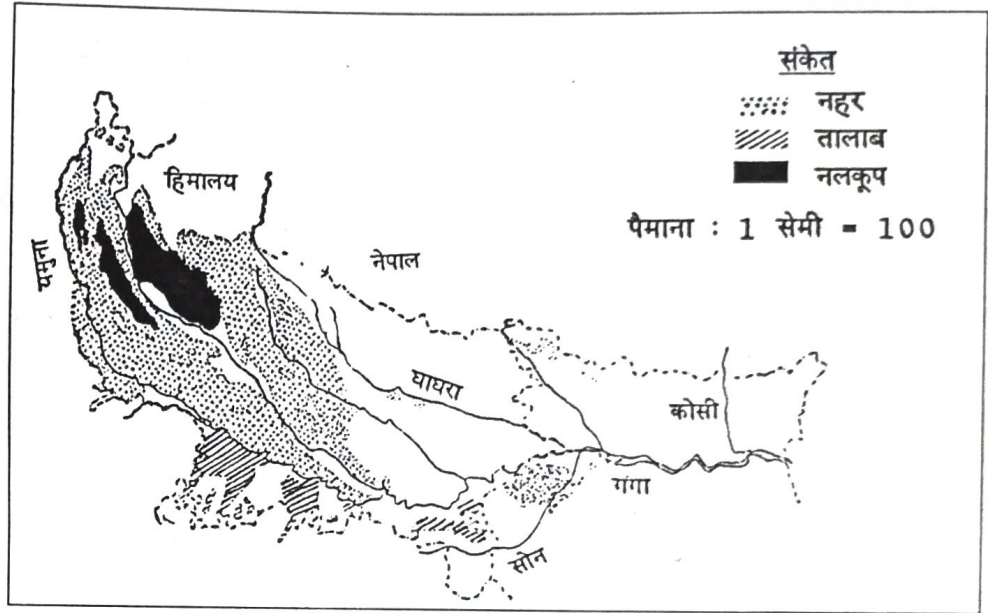 संकेत
नहर
तालाब
नलकूप
पैमाना : 1 सेमी = 100
हिमालय
यमुना
नेपाल
घाघरा
कोसी
गंगा
सोन